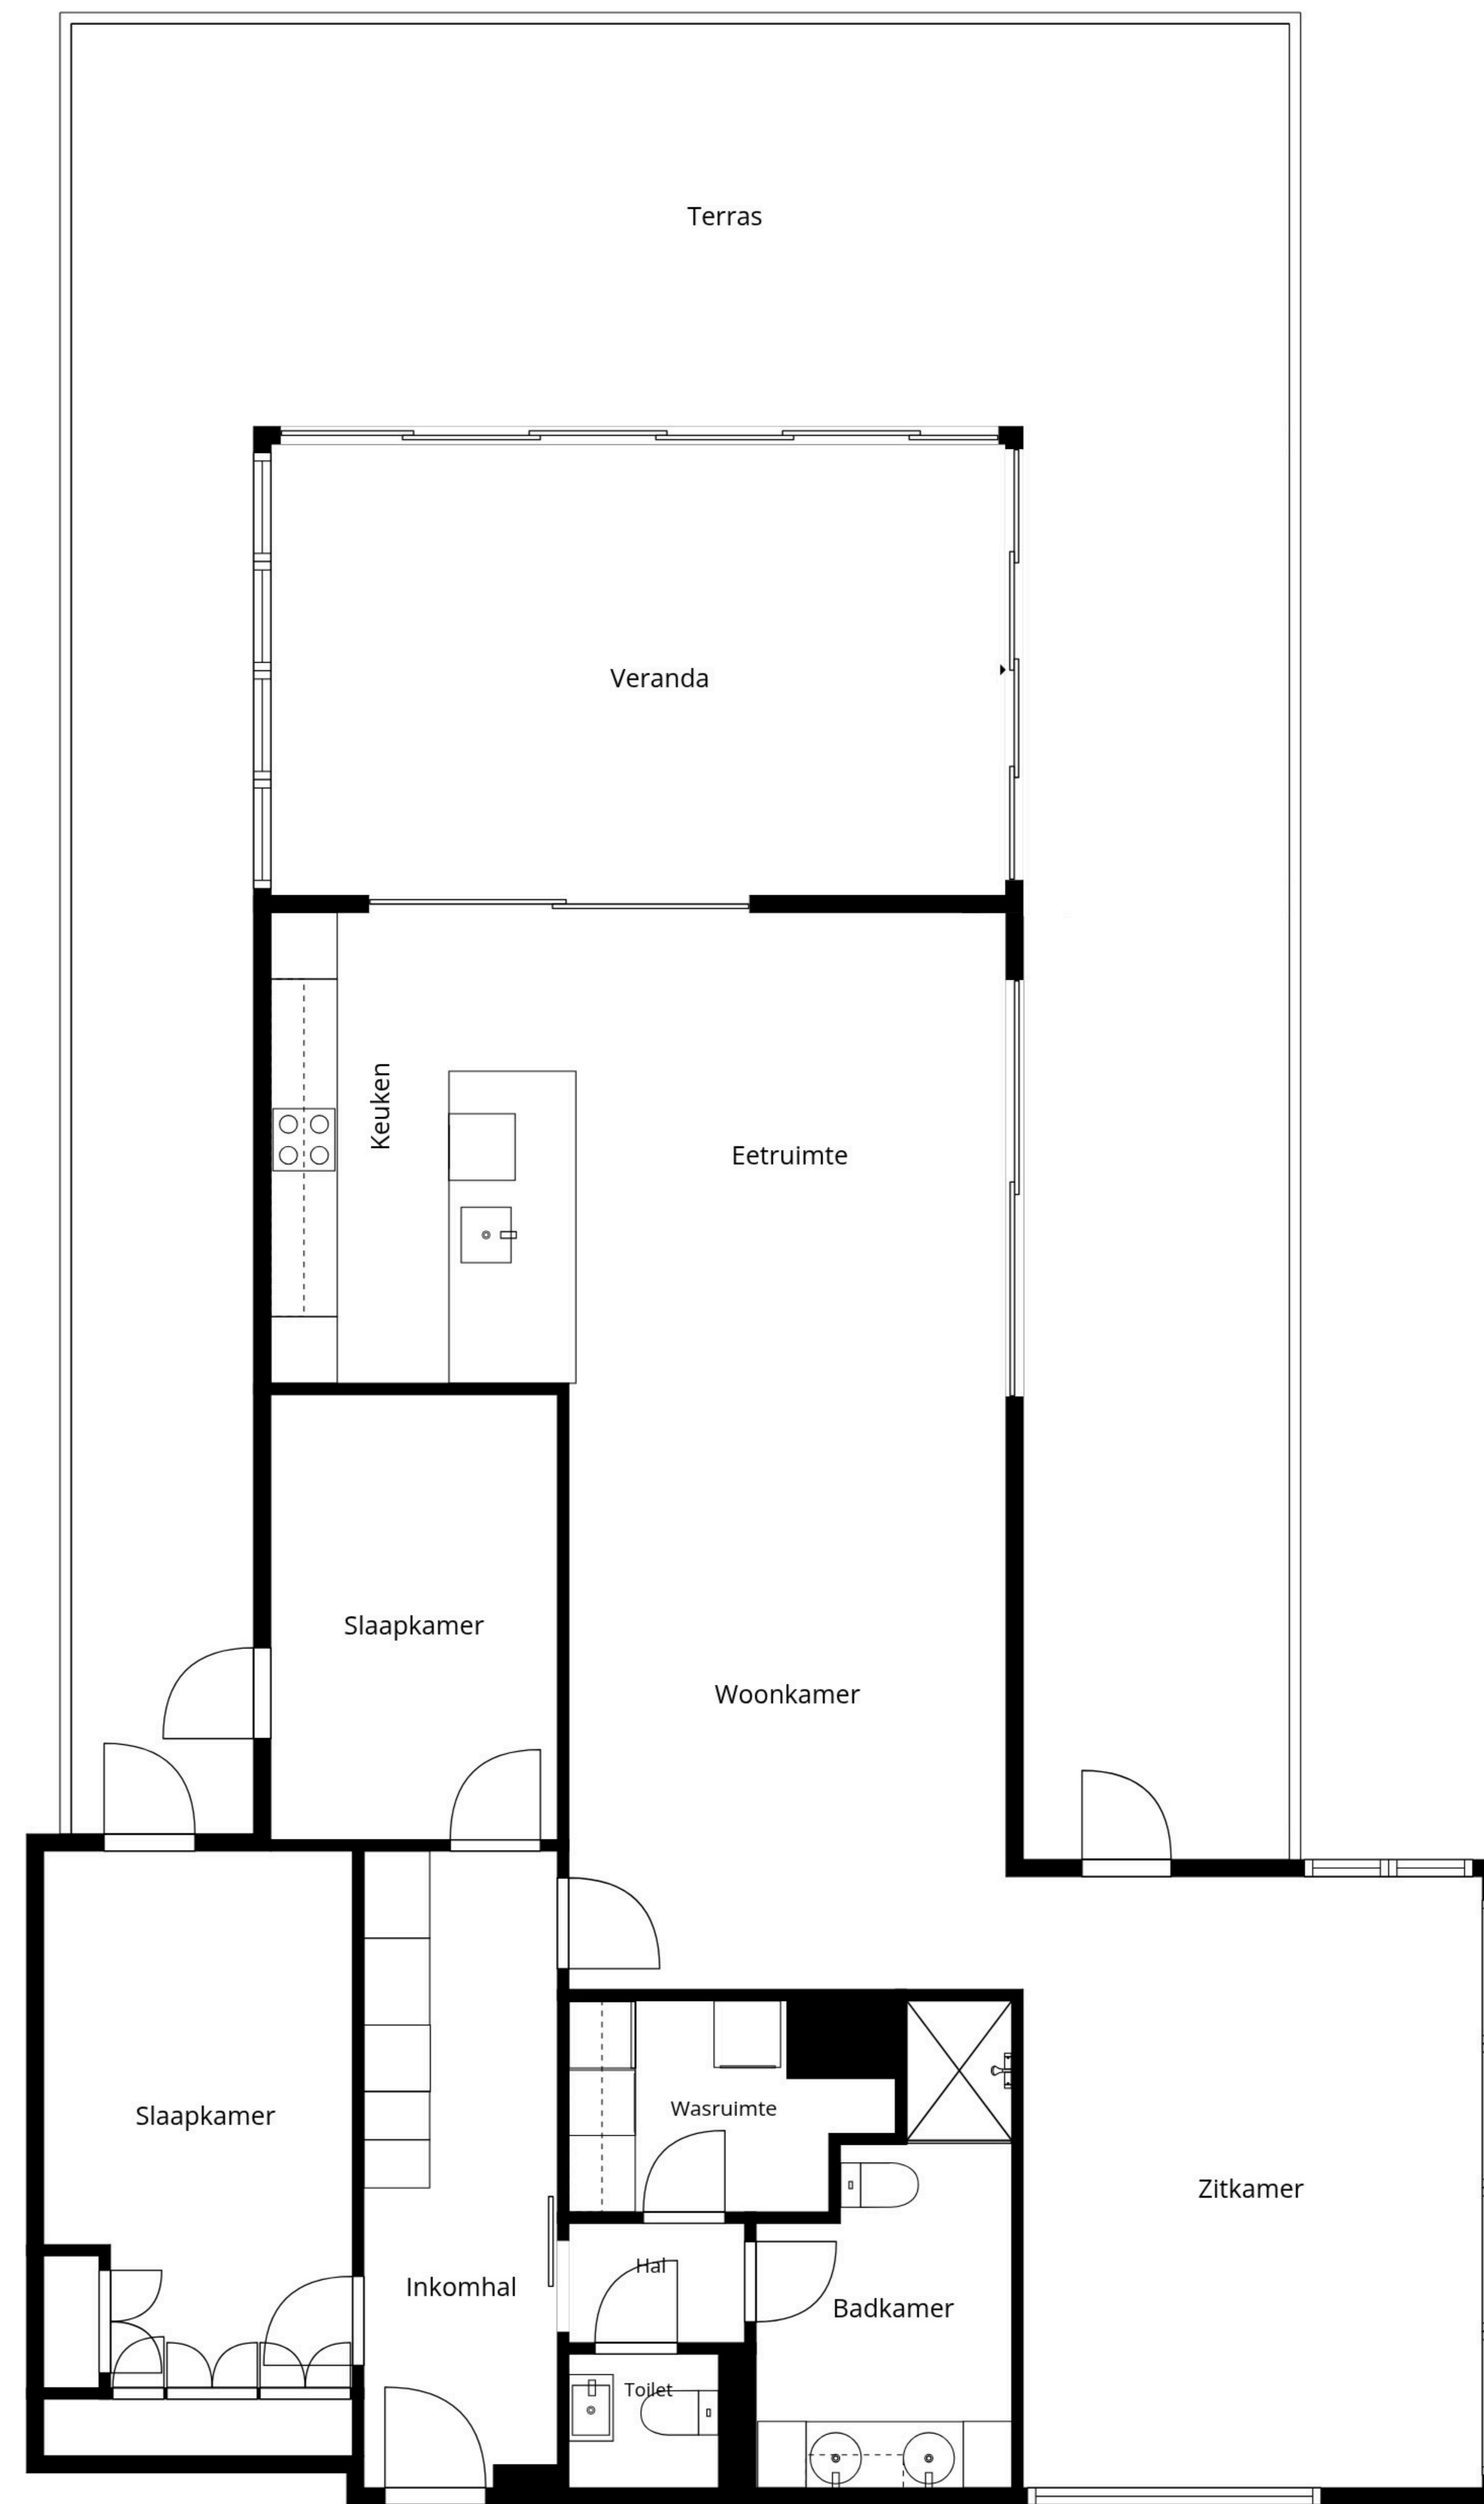 Terras
Veranda
Keuken
Eetruimte
Slaapkamer
Woonkamer
Wasruimte
Slaapkamer
Zitkamer
Hal
Inkomhal
Badkamer
Toilet